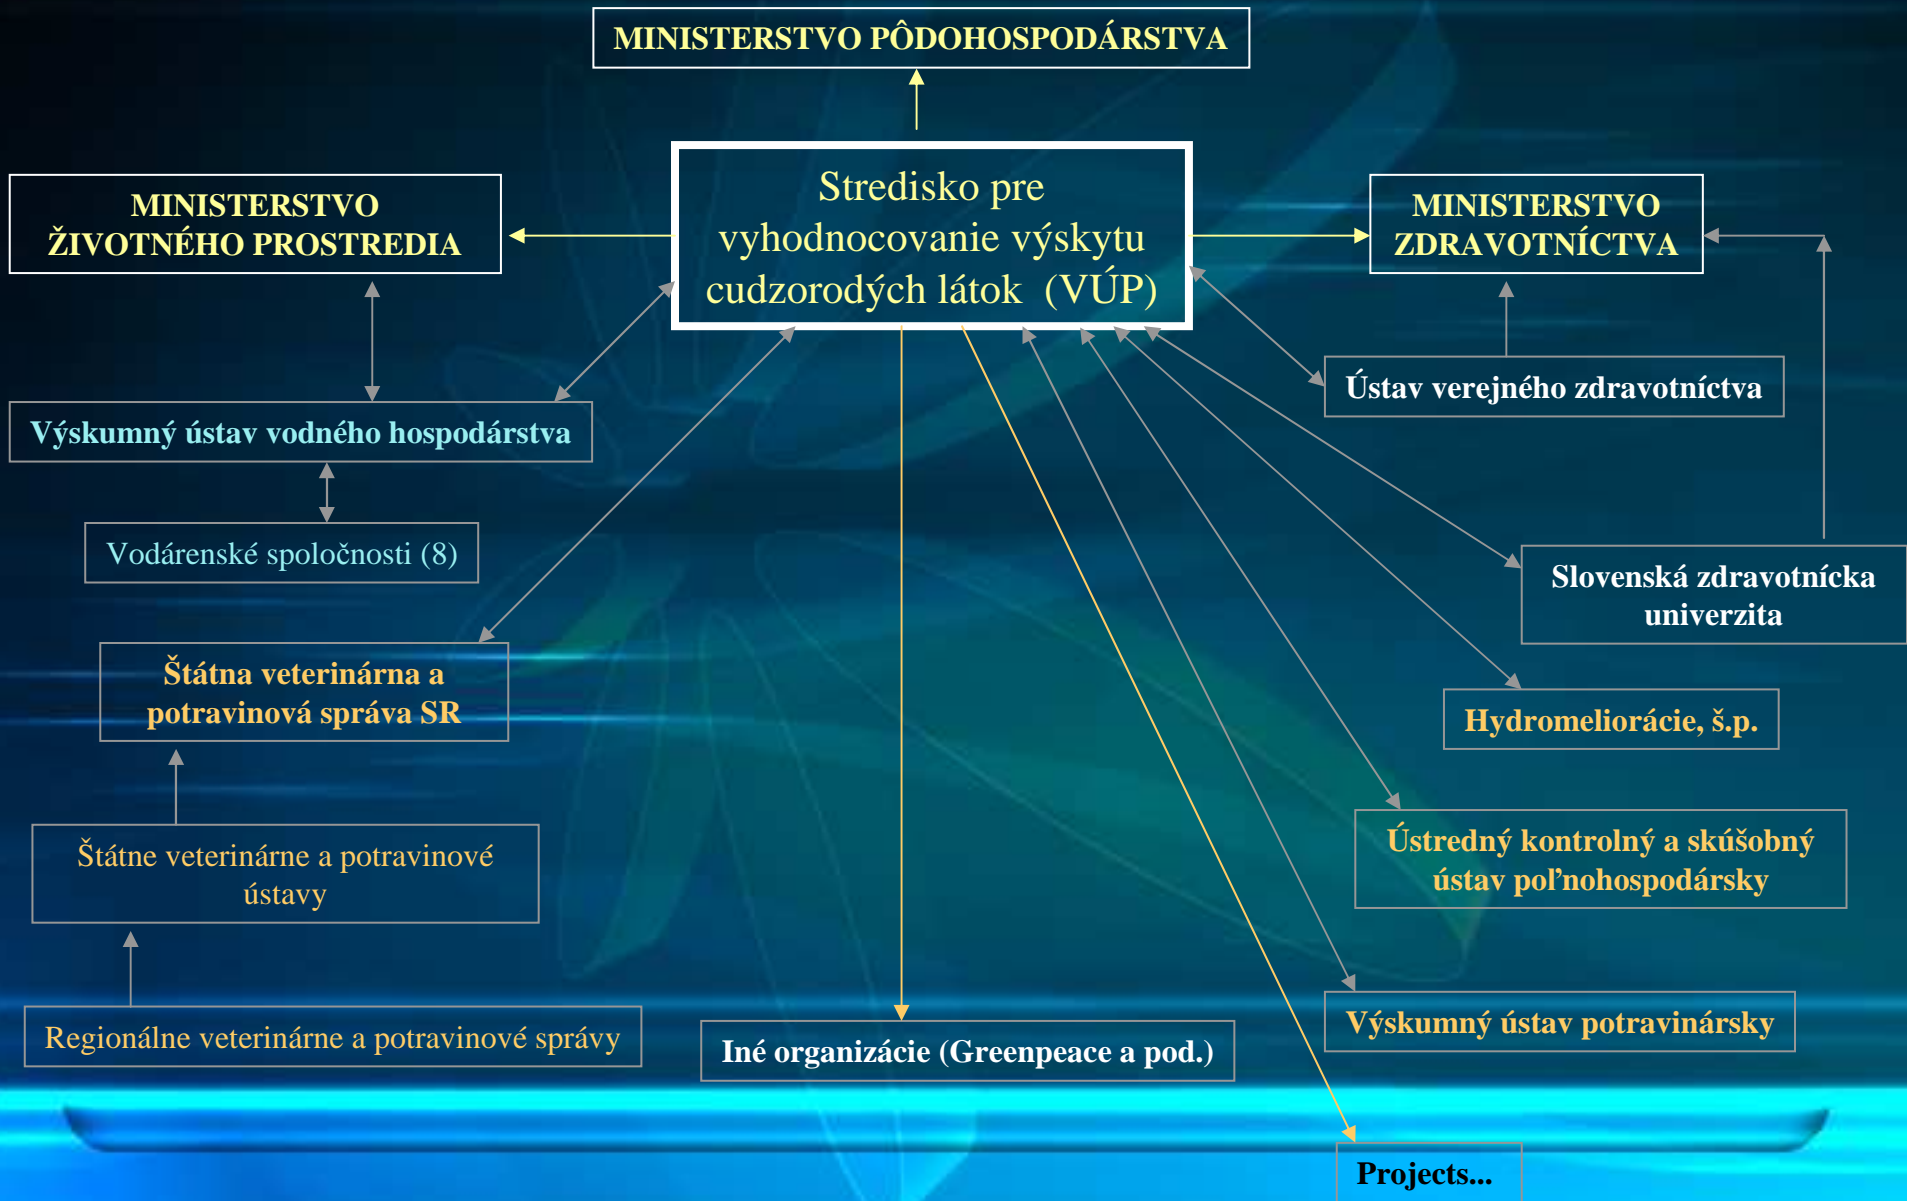 MINISTERSTVO PÔDOHOSPODÁRSTVA
Stredisko pre
vyhodnocovanie výskytu
cudzorodých látok (VÚP)
MINISTERSTVO
ŽIVOTNÉHO PROSTREDIA
MINISTERSTVO
ZDRAVOTNÍCTVA
Ústav verejného zdravotníctva
Výskumný ústav vodného hospodárstva
Vodárenské spoločnosti (8)
Slovenská zdravotnícka
univerzita
Štátna veterinárna a
potravinová správa SR
Hydromeliorácie, š.p.
Štátne veterinárne a potravinové
ústavy
Ústredný kontrolný a skúšobný
ústav poľnohospodársky
Regionálne veterinárne a potravinové správy
Iné organizácie (Greenpeace a pod.)
Výskumný ústav potravinársky
Projects...